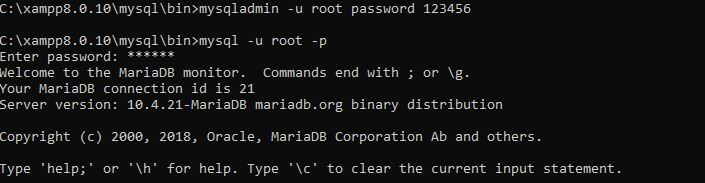 C:\xampp8.0.10\mysql\bin>mysqladmin -u root password 123456
C:\xampp8.0.10\mysql\bin>mysql -u root -p
Enter password: ******
Welcome to the MariaDB monitor.  Commands end with ; or \g.
Your MariaDB connection id is 21
Server version: 10.4.21-MariaDB mariadb.org binary distribution
Copyright (c) 2000, 2018, Oracle, MariaDB Corporation Ab and others.
Type 'help;' or '\h' for help. Type '\c' to clear the current input statement.